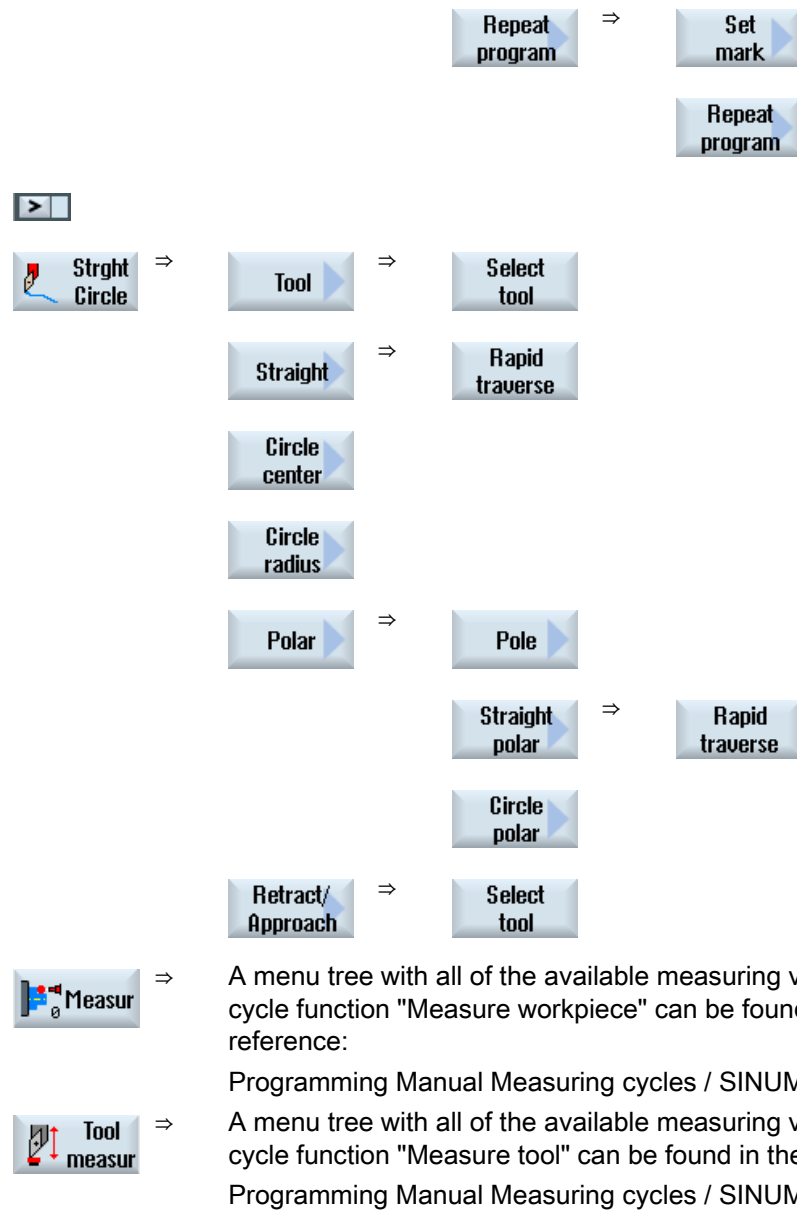 Repeat program ⇒ Set mark
Repeat program
>
Strght Circle ⇒ Tool ⇒ Select tool
Straight ⇒ Rapid traverse
Circle center
Circle radius
Polar ⇒ Pole
Straight polar ⇒ Rapid traverse
Circle polar
Retract/ Approach ⇒ Select tool
0 Measur ⇒ A menu tree with all of the available measuring
cycle function "Measure workpiece" can be
reference:
Programming Manual Measuring cycles /
Tool measur ⇒ A menu tree with all of the available measuring
cycle function "Measure tool" can be found in
Programming Manual Measuring cycles /